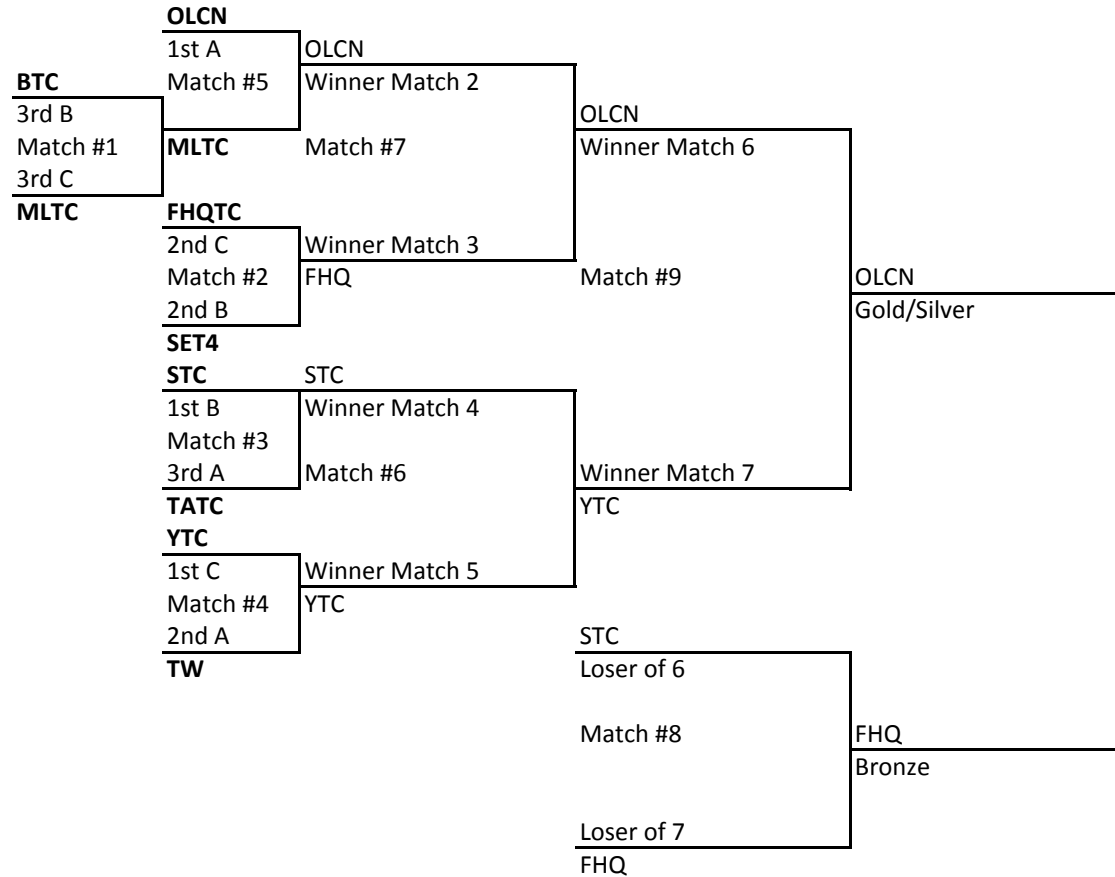 OLCN
1st A OLCN
BTC Match #5 Winner Match 2
3rd B OLCN
Match #1 MLTC Match #7 Winner Match 6
3rd C
MLTC FHQTC
2nd C Winner Match 3
Match #2 FHQ Match #9 OLCN
2nd B Gold/Silver
SET4
STC STC
1st B Winner Match 4
Match #3
3rd A Match #6 Winner Match 7
TATC YTC
YTC
1st C Winner Match 5
Match #4 YTC
2nd A STC
TW Loser of 6
Match #8 FHQ
Bronze
Loser of 7
FHQ